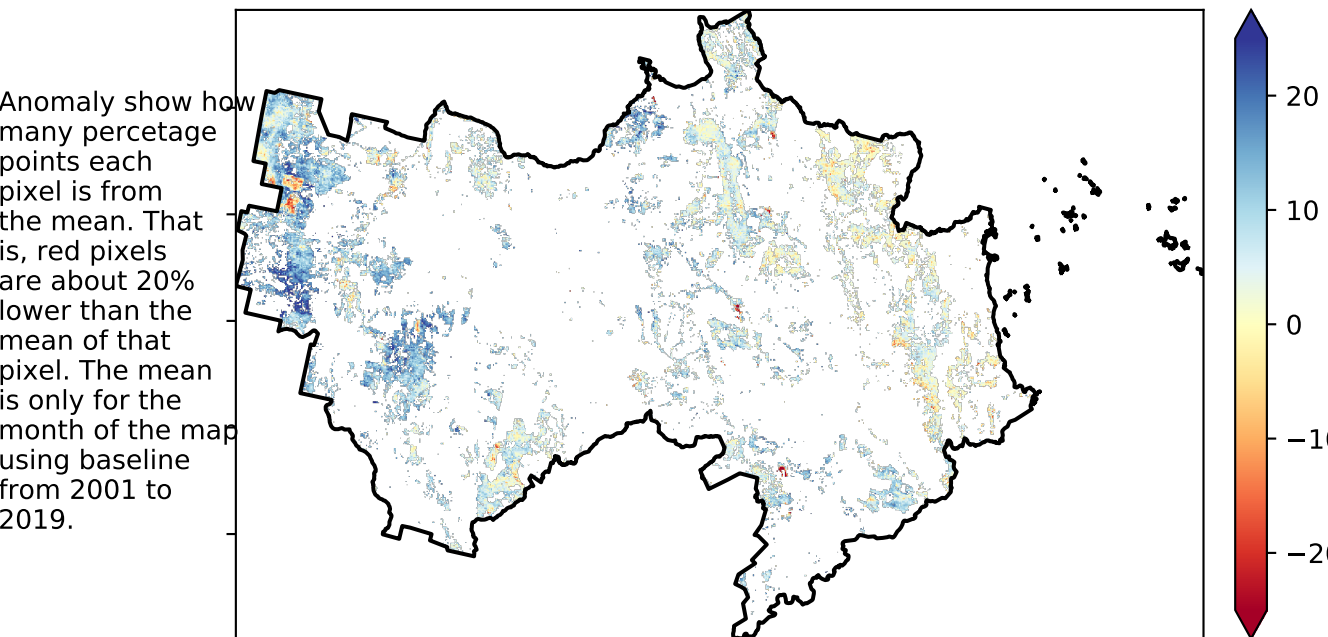 Anomaly show how
many percetage
points each
pixel is from
the mean. That
is, red pixels
are about 20%
lower than the
mean of that
pixel. The mean
is only for the
month of the map
using baseline
from 2001 to
2019.
20
10
0
−10
−20